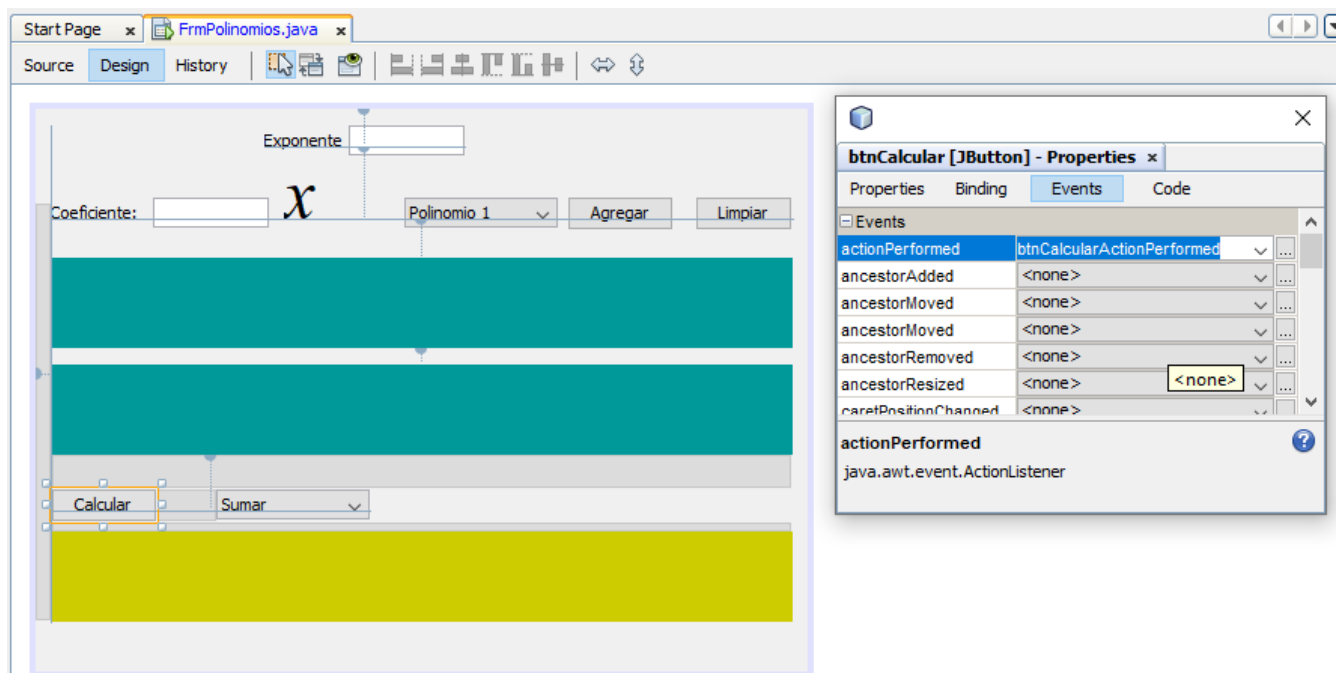 Start Page x FrmPolinomios.java x
Source Design History
Exponente
Coeficiente: x Polinomio 1 Agregar Limpiar
Calcular Sumar
btnCalcular [JButton] - Properties x
Properties Binding Events Code
Events
actionPerformed btnCalcularActionPerformed ...
ancestorAdded <none> ...
ancestorMoved <none> ...
ancestorMoved <none> ...
ancestorRemoved <none> ...
ancestorResized <none> <none> ...
caretPositionChanged <none>
actionPerformed
java.awt.event.ActionListener